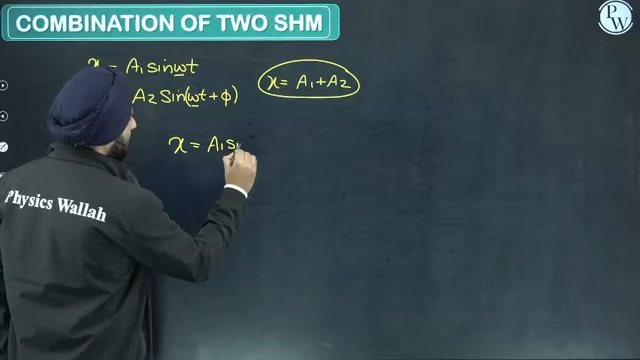 COMBINATION OF TWO SHM
PW
x = A₁ sin ωt
A₂ Sin(ωt + ϕ)
x = A₁ + A₂
x = A₁ s
Physics Wallah